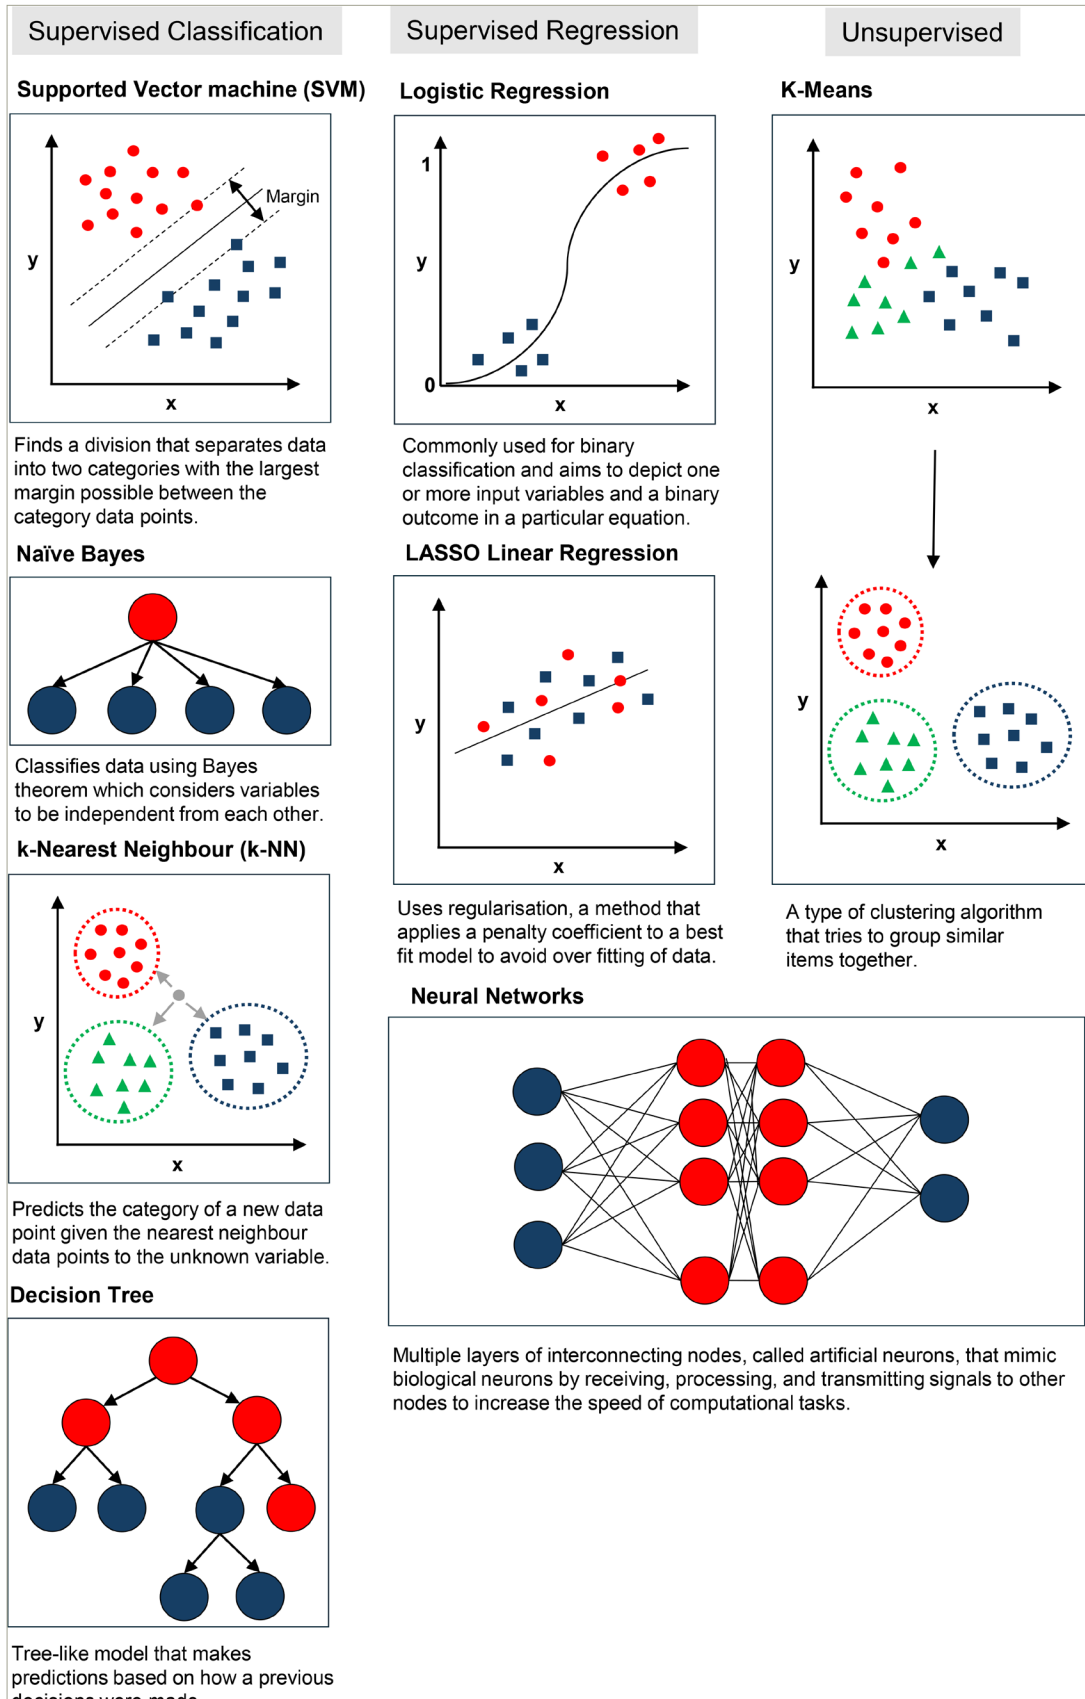 Supervised Classification
Supported Vector machine (SVM)
Margin
y
x
Finds a division that separates data
into two categories with the largest
margin possible between the
category data points.
Naïve Bayes
Classifies data using Bayes
theorem which considers variables
to be independent from each other.
k-Nearest Neighbour (k-NN)
y
x
Predicts the category of a new data
point given the nearest neighbour
data points to the unknown variable.
Decision Tree
Tree-like model that makes
predictions based on how a previous
decisions were made
Supervised Regression
Logistic Regression
1
y
0
x
Commonly used for binary
classification and aims to depict one
or more input variables and a binary
outcome in a particular equation.
LASSO Linear Regression
y
x
Uses regularisation, a method that
applies a penalty coefficient to a best
fit model to avoid over fitting of data.
Neural Networks
Multiple layers of interconnecting nodes, called artificial neurons, that mimic
biological neurons by receiving, processing, and transmitting signals to other
nodes to increase the speed of computational tasks.
Unsupervised
K-Means
y
x
y
x
A type of clustering algorithm
that tries to group similar
items together.